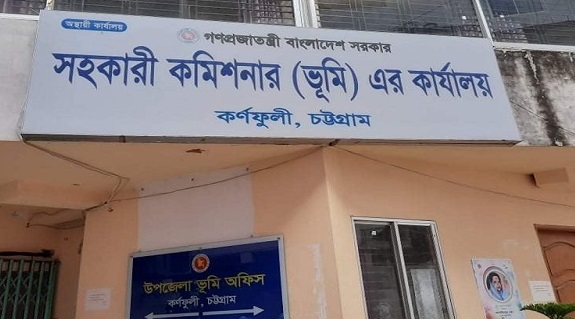 অস্থায়ী কার্যালয়
গণপ্রজাতন্ত্রী বাংলাদেশ সরকার
সহকারী কমিশনার (ভূমি) এর কার্যালয়
কর্ণফুলী, চট্টগ্রাম
উপজেলা ভূমি অফিস
কর্ণফুলী, চট্টগ্রাম